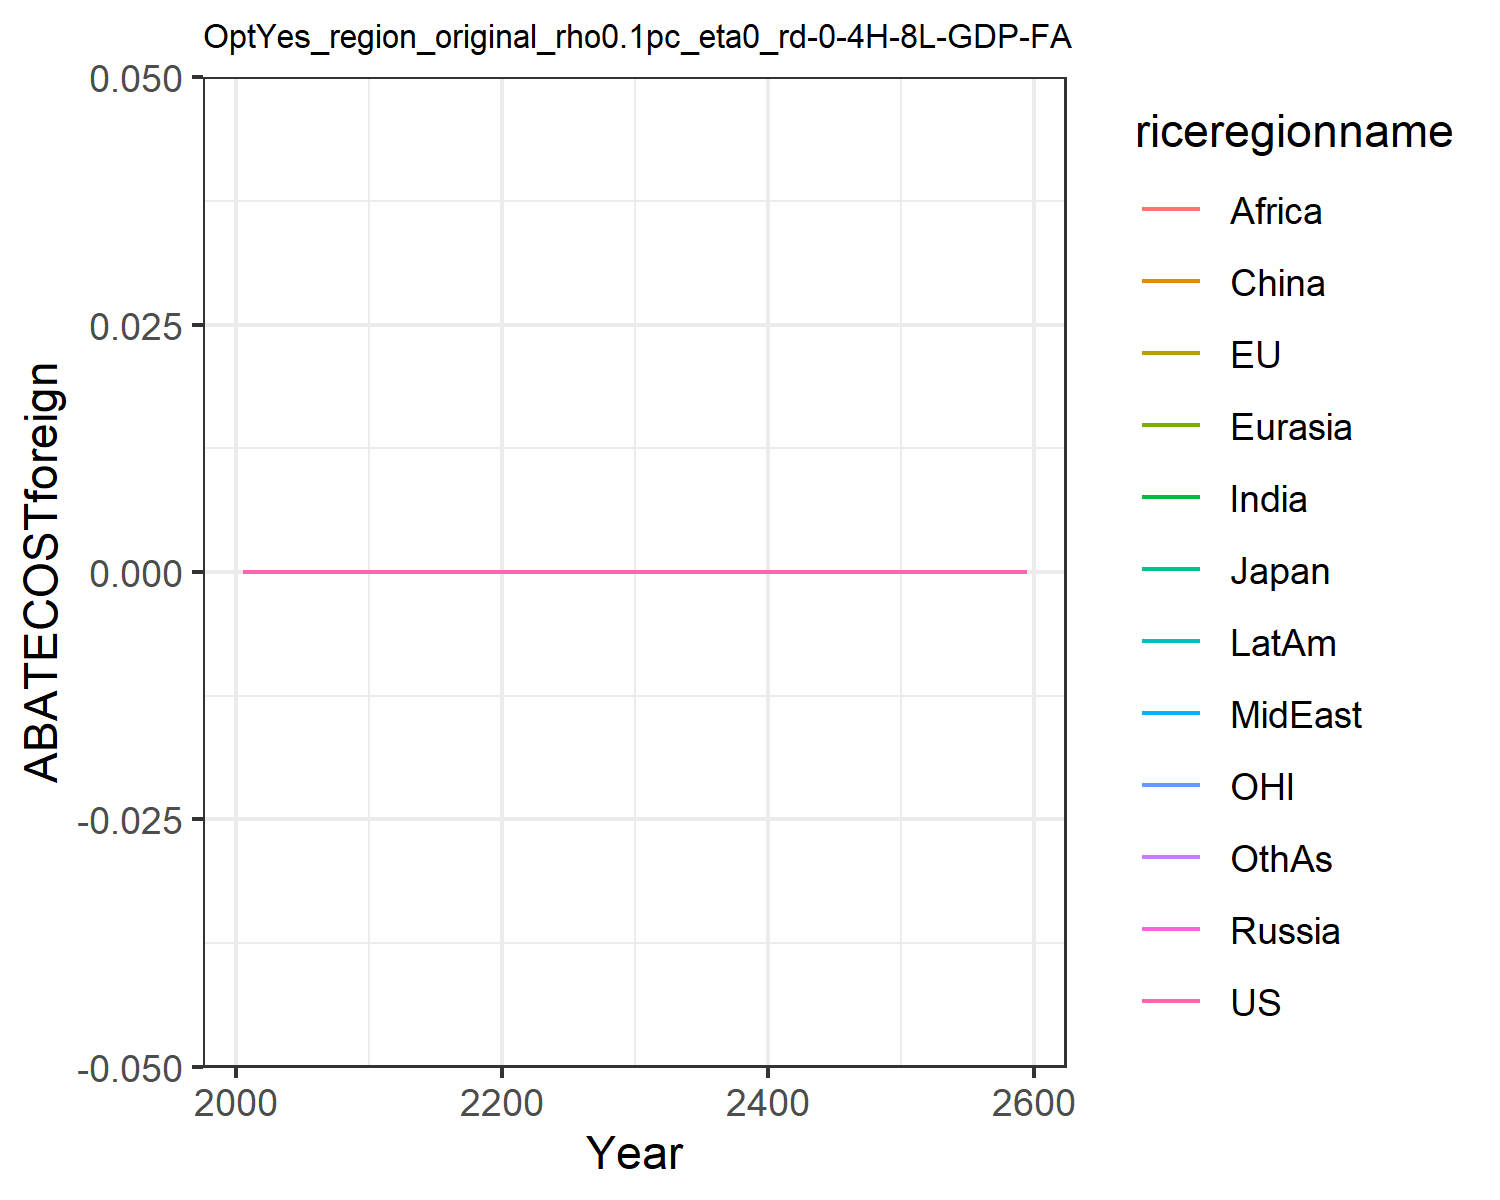 OptYes_region_original_rho0.1pc_eta0_rd-0-4H-8L-GDP-FA
0.050
0.025
0.000
-0.025
-0.050
ABATECOSTforeign
2000
2200
2400
2600
Year
riceregionname
Africa
China
EU
Eurasia
India
Japan
LatAm
MidEast
OHI
OthAs
Russia
US